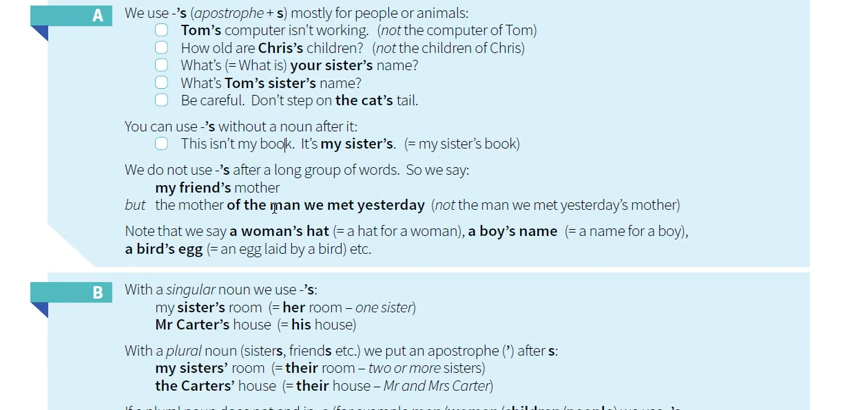 A
We use -’s (apostrophe + s) mostly for people or animals:
Tom’s computer isn’t working. (not the computer of Tom)
How old are Chris’s children? (not the children of Chris)
What’s (= What is) your sister’s name?
What’s Tom’s sister’s name?
Be careful. Don’t step on the cat’s tail.
You can use -’s without a noun after it:
This isn’t my book. It’s my sister’s. (= my sister’s book)
We do not use -’s after a long group of words. So we say:
my friend’s mother
but the mother of the man we met yesterday (not the man we met yesterday’s mother)
Note that we say a woman’s hat (= a hat for a woman), a boy’s name (= a name for a boy),
a bird’s egg (= an egg laid by a bird) etc.
B
With a singular noun we use -’s:
my sister’s room (= her room – one sister)
Mr Carter’s house (= his house)
With a plural noun (sisters, friends etc.) we put an apostrophe (’) after s:
my sisters’ room (= their room – two or more sisters)
the Carters’ house (= their house – Mr and Mrs Carter)